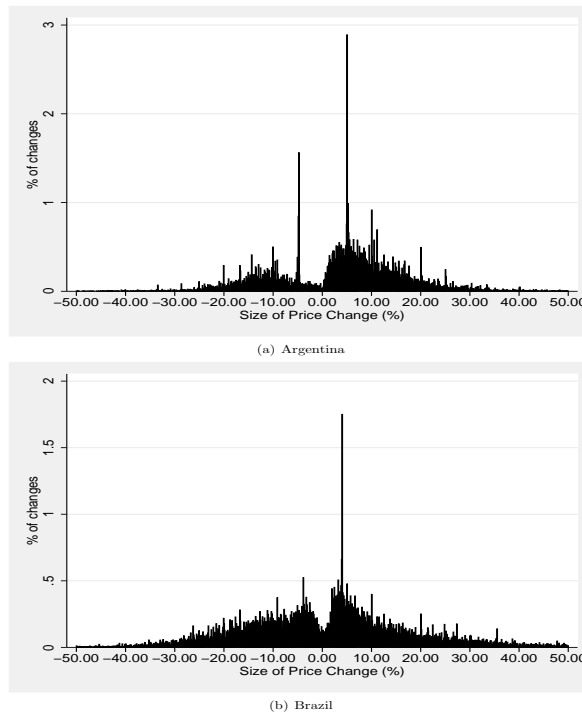 3
2
1
0
% of changes
−50.00 −40.00 −30.00 −20.00 −10.00 0.00 10.00 20.00 30.00 40.00 50.00
Size of Price Change (%)
(a) Argentina
2
1.5
1
.5
0
% of changes
−50.00 −40.00 −30.00 −20.00 −10.00 0.00 10.00 20.00 30.00 40.00 50.00
Size of Price Change (%)
(b) Brazil